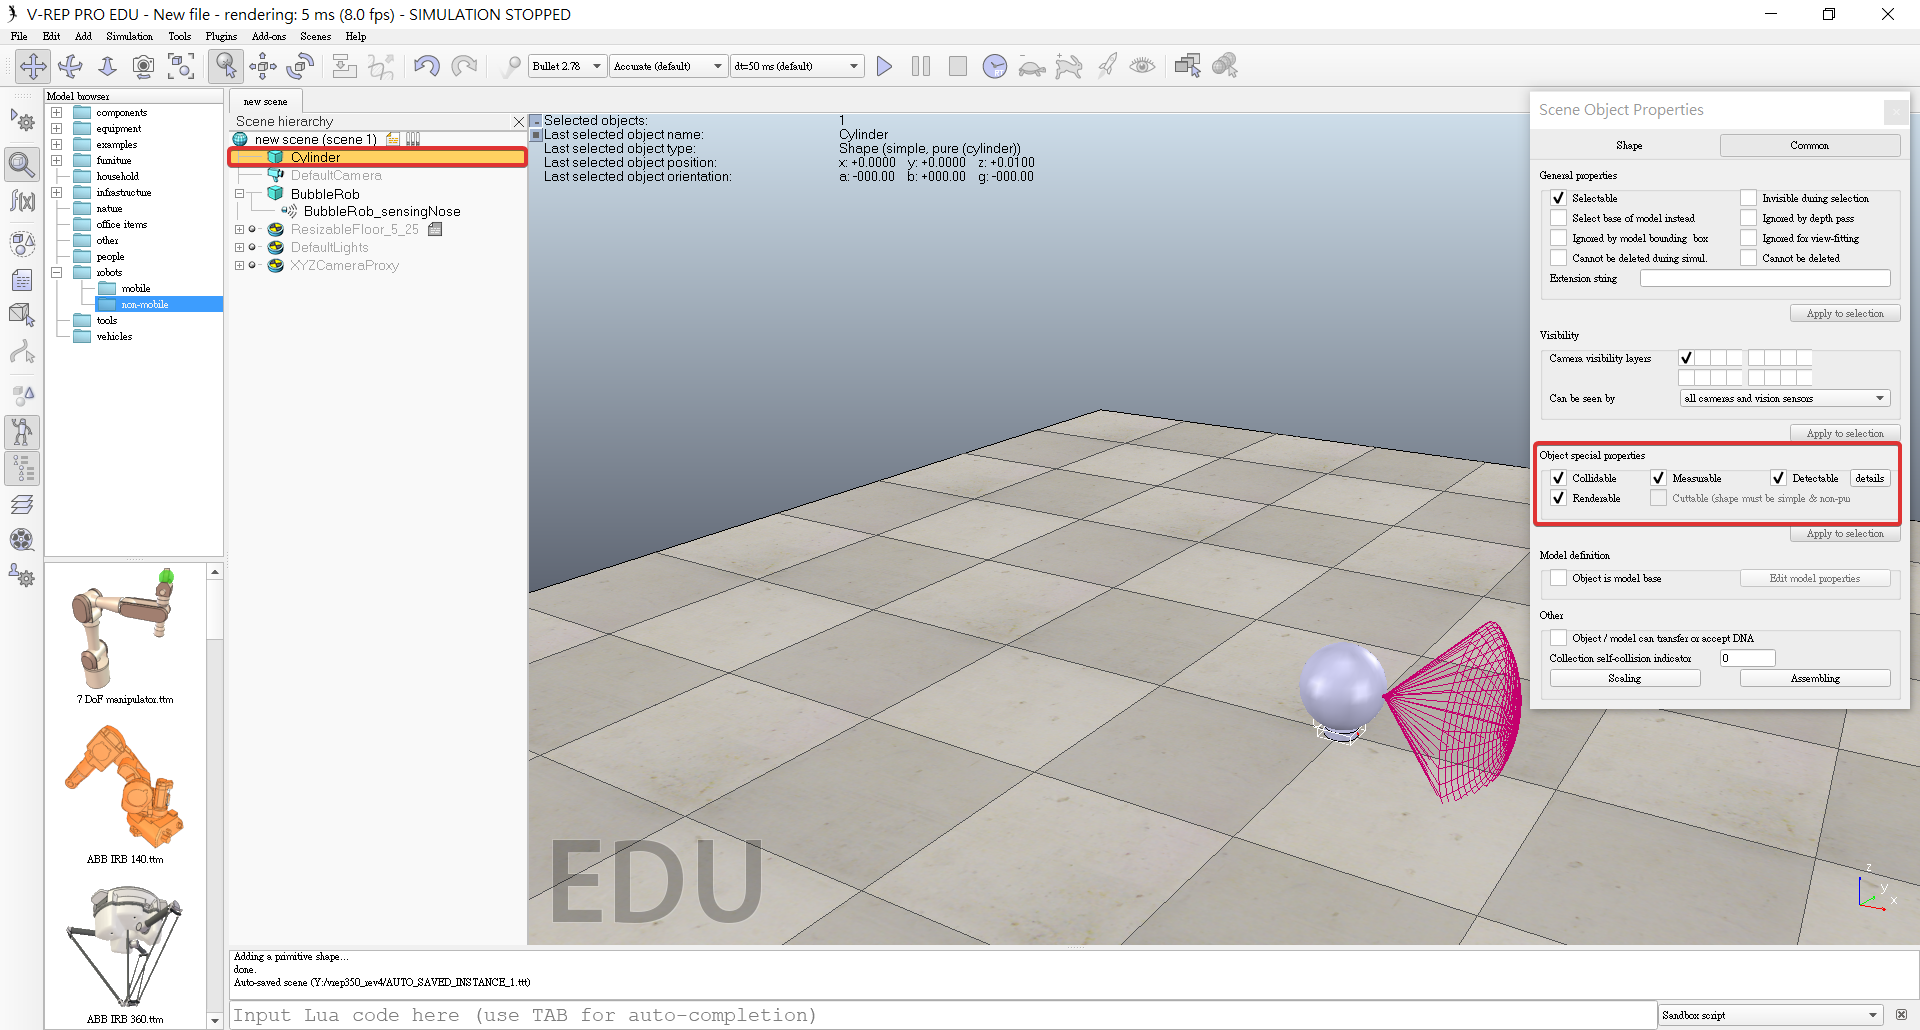 V-REP PRO EDU - New file - rendering: 5 ms (8.0 fps) - SIMULATION STOPPED
File Edit Add Simulation Tools Plugins Add-ons Scenes Help
Bullet 2.78 Accurate (default) dt=50 ms (default)
Model browser
components
equipment
examples
furniture
household
infrastructure
nature
office items
other
people
robots
mobile
non-mobile
tools
vehicles
7 DoF manipulator.ttm
ABB IRB 140.ttm
ABB IRB 360.ttm
new scene
Scene hierarchy
new scene (scene 1)
Cylinder
DefaultCamera
BubbleRob
BubbleRob_sensingNose
ResizableFloor_5_25
DefaultLights
XYZCameraProxy
Selected objects: 1
Last selected object name: Cylinder
Last selected object type: Shape (simple, pure (cylinder))
Last selected object position: x: +0.0000 y: +0.0000 z: +0.0100
Last selected object orientation: a: -000.00 b: +000.00 g: -000.00
EDU
z
y
x
Scene Object Properties
Shape Common
General properties
Selectable Invisible during selection
Select base of model instead Ignored by depth pass
Ignored by model bounding box Ignored for view-fitting
Cannot be deleted during simul. Cannot be deleted
Extension string
Apply to selection
Visibility
Camera visibility layers
Can be seen by all cameras and vision sensors
Apply to selection
Object special properties
Collidable Measurable Detectable details
Renderable Cuttable (shape must be simple & non-pu
Apply to selection
Model definition
Object is model base Edit model properties
Other
Object / model can transfer or accept DNA
Collection self-collision indicator 0
Scaling Assembling
Adding a primitive shape...
done.
Auto-saved scene (Y:/vrep350_rev4/AUTO_SAVED_INSTANCE_1.ttt)
Input Lua code here (use TAB for auto-completion)
Sandbox script